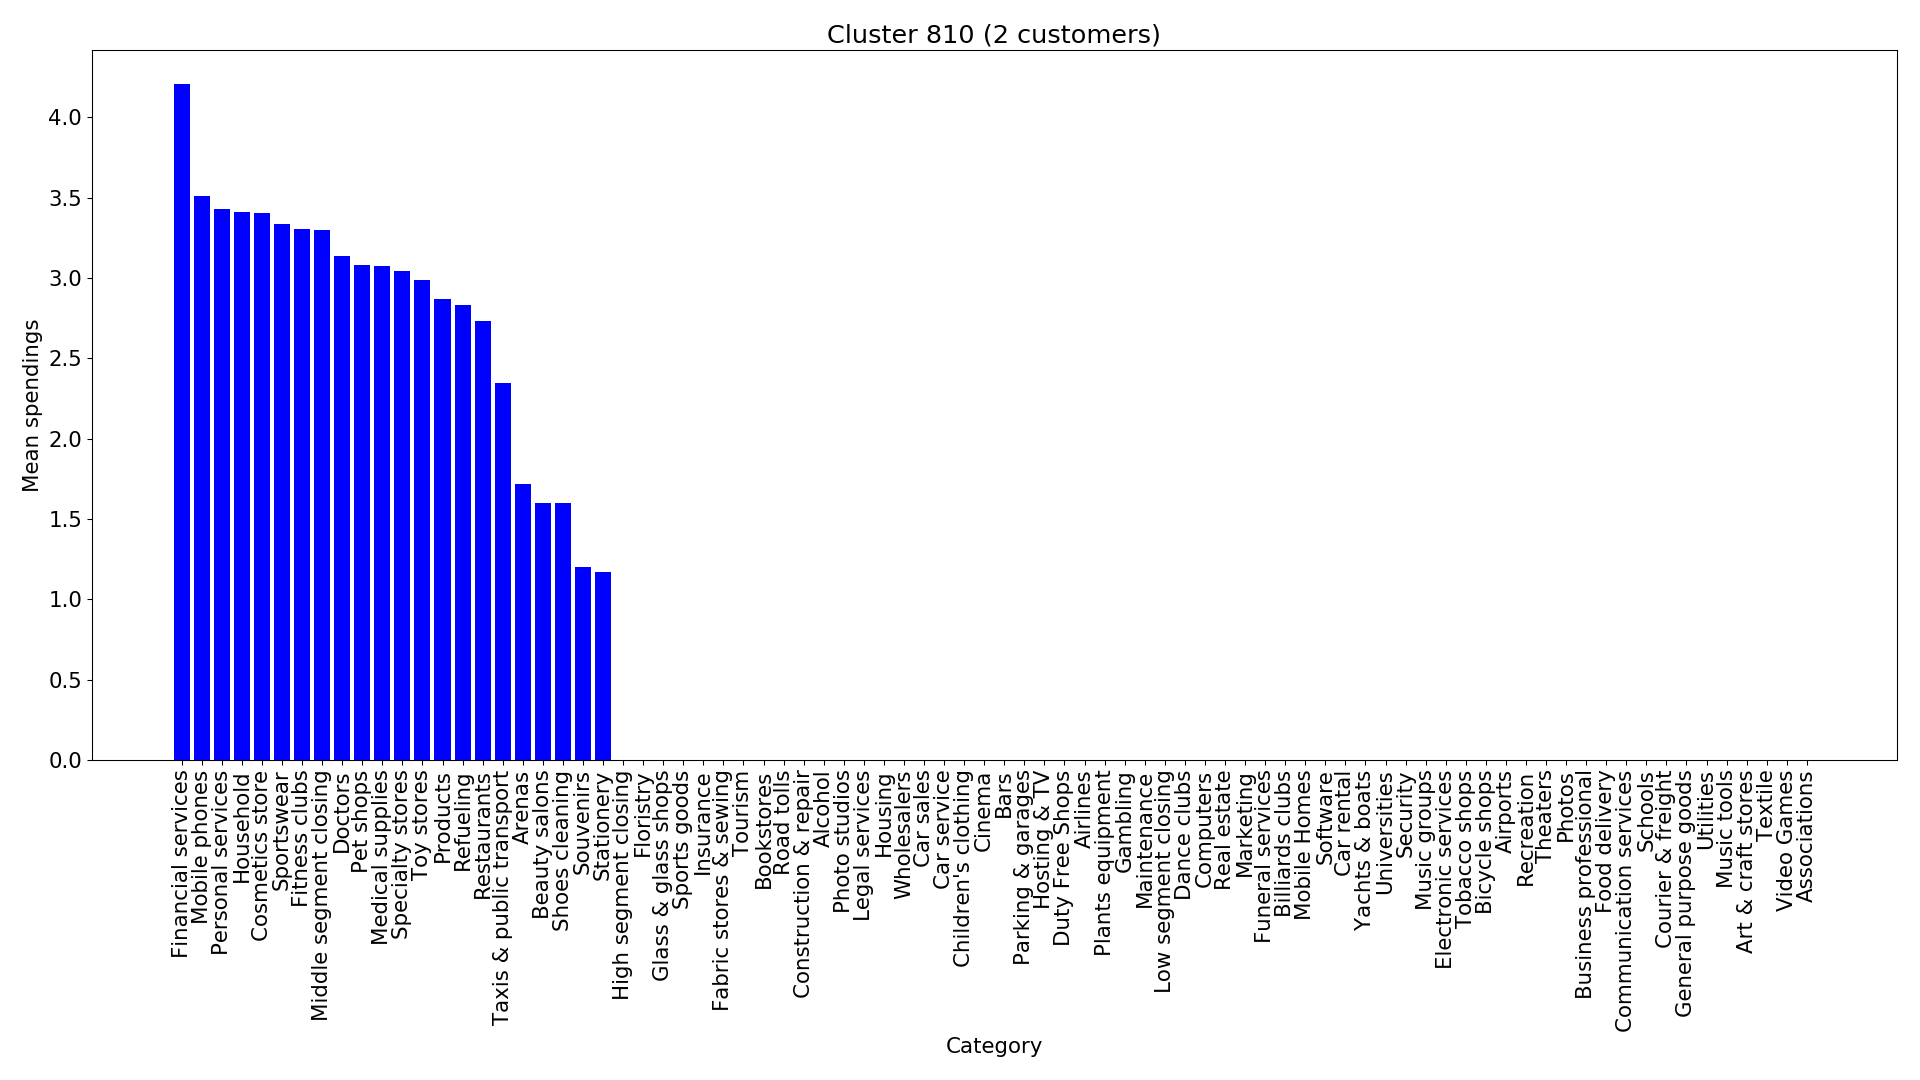 Cluster 810 (2 customers)
4.0
3.5
3.0
2.5
2.0
1.5
1.0
0.5
0.0
Mean spendings
Financial services
Mobile phones
Personal services
Household
Cosmetics store
Sportswear
Fitness clubs
Middle segment closing
Doctors
Pet shops
Medical supplies
Specialty stores
Toy stores
Products
Refueling
Restaurants
Taxis & public transport
Arenas
Beauty salons
Shoes cleaning
Souvenirs
Stationery
High segment closing
Floristry
Glass & glass shops
Sports goods
Insurance
Fabric stores & sewing
Tourism
Bookstores
Road tolls
Construction & repair
Alcohol
Photo studios
Legal services
Housing
Wholesalers
Car sales
Car service
Children's clothing
Cinema
Bars
Parking & garages
Hosting & TV
Duty Free Shops
Airlines
Plants equipment
Gambling
Maintenance
Low segment closing
Dance clubs
Computers
Real estate
Marketing
Funeral services
Billiards clubs
Mobile Homes
Software
Car rental
Yachts & boats
Universities
Security
Music groups
Electronic services
Tobacco shops
Bicycle shops
Airports
Recreation
Theaters
Photos
Business professional
Food delivery
Communication services
Schools
Courier & freight
General purpose goods
Utilities
Music tools
Art & craft stores
Textile
Video Games
Associations
Category